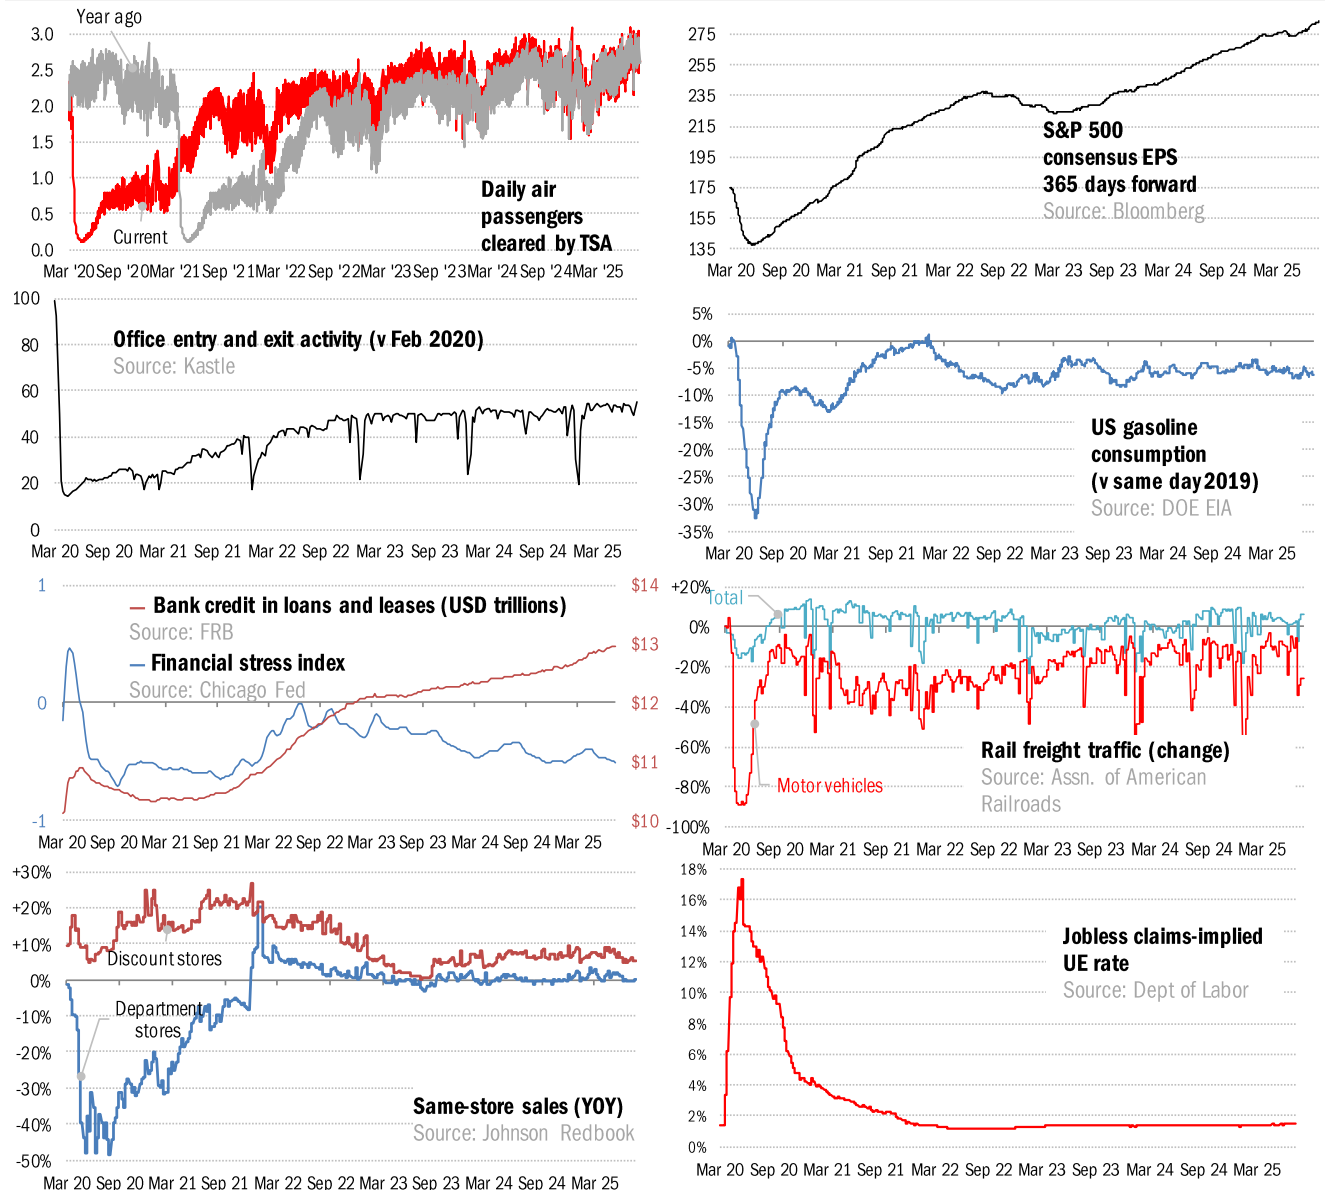 Year ago
3.0
2.5
2.0
1.5
1.0
0.5
0.0
Daily air
passengers
cleared by TSA
Current
Mar '20 Sep '20 Mar '21 Sep '21 Mar '22 Sep '22 Mar '23 Sep '23 Mar '24 Sep '24 Mar '25
275
255
235
215
195
175
155
135
S&P 500
consensus EPS
365 days forward
Source: Bloomberg
Mar 20 Sep 20 Mar 21 Sep 21 Mar 22 Sep 22 Mar 23 Sep 23 Mar 24 Sep 24 Mar 25
100
80
60
40
20
0
Office entry and exit activity (v Feb 2020)
Source: Kastle
Mar 20 Sep 20 Mar 21 Sep 21 Mar 22 Sep 22 Mar 23 Sep 23 Mar 24 Sep 24 Mar 25
5%
0%
-5%
-10%
-15%
-20%
-25%
-30%
-35%
US gasoline
consumption
(v same day 2019)
Source: DOE EIA
Mar 20 Sep 20 Mar 21 Sep 21 Mar 22 Sep 22 Mar 23 Sep 23 Mar 24 Sep 24 Mar 25
1
0
-1
Bank credit in loans and leases (USD trillions)
Source: FRB
Financial stress index
Source: Chicago Fed
$14
$13
$12
$11
$10
Mar 20 Sep 20 Mar 21 Sep 21 Mar 22 Sep 22 Mar 23 Sep 23 Mar 24 Sep 24 Mar 25
+20%
0%
-20%
-40%
-60%
-80%
-100%
Total
Motor vehicles
Rail freight traffic (change)
Source: Assn. of American
Railroads
Mar 20 Sep 20 Mar 21 Sep 21 Mar 22 Sep 22 Mar 23 Sep 23 Mar 24 Sep 24 Mar 25
+30%
+20%
+10%
0%
-10%
-20%
-30%
-40%
-50%
Discount stores
Department
stores
Same-store sales (YOY)
Source: Johnson Redbook
Mar 20 Sep 20 Mar 21 Sep 21 Mar 22 Sep 22 Mar 23 Sep 23 Mar 24 Sep 24 Mar 25
18%
16%
14%
12%
10%
8%
6%
4%
2%
0%
Jobless claims-implied
UE rate
Source: Dept of Labor
Mar 20 Sep 20 Mar 21 Sep 21 Mar 22 Sep 22 Mar 23 Sep 23 Mar 24 Sep 24 Mar 25